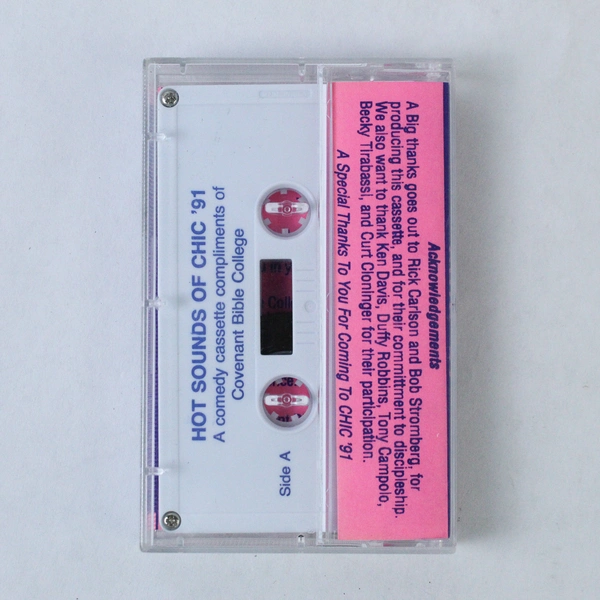 HOT SOUNDS OF CHIC '91
A comedy cassette compliments of
Covenant Bible College
Side A
Acknowledgements
A Big thanks goes out to Rick Carlson and Bob Stromberg, for
producing this cassette, and for their committment to discipleship.
We also want to thank Ken Davis, Duffy Robbins, Tony Campolo,
Becky Tirabassi, and Curt Cloninger for their participation.
A Special Thanks To You For Coming To CHIC '91